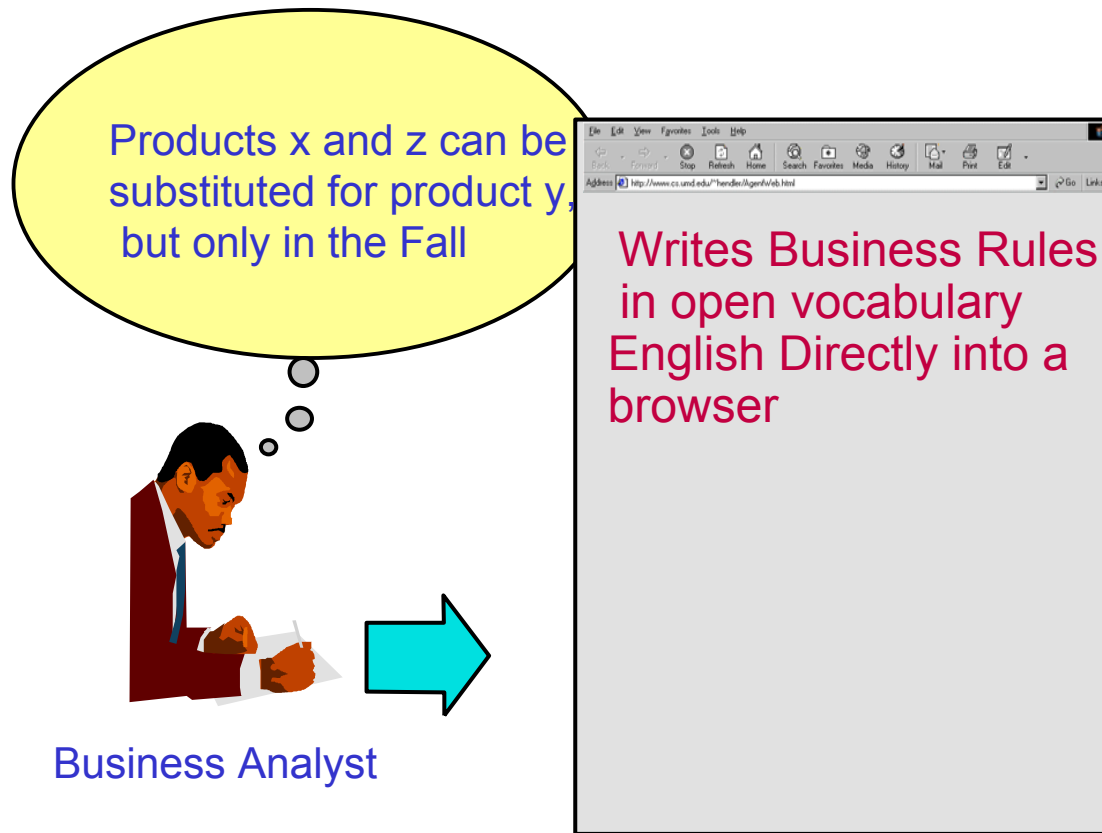 Products x and z can be
substituted for product y,
but only in the Fall
File Edit View Favorites Tools Help
Back Forward Stop Refresh Home Search Favorites Media History Mail Print Edit
Address http://www.cs.umd.edu/~hendler/AgentWeb.html Go Links
Writes Business Rules
in open vocabulary
English Directly into a
browser
Business Analyst